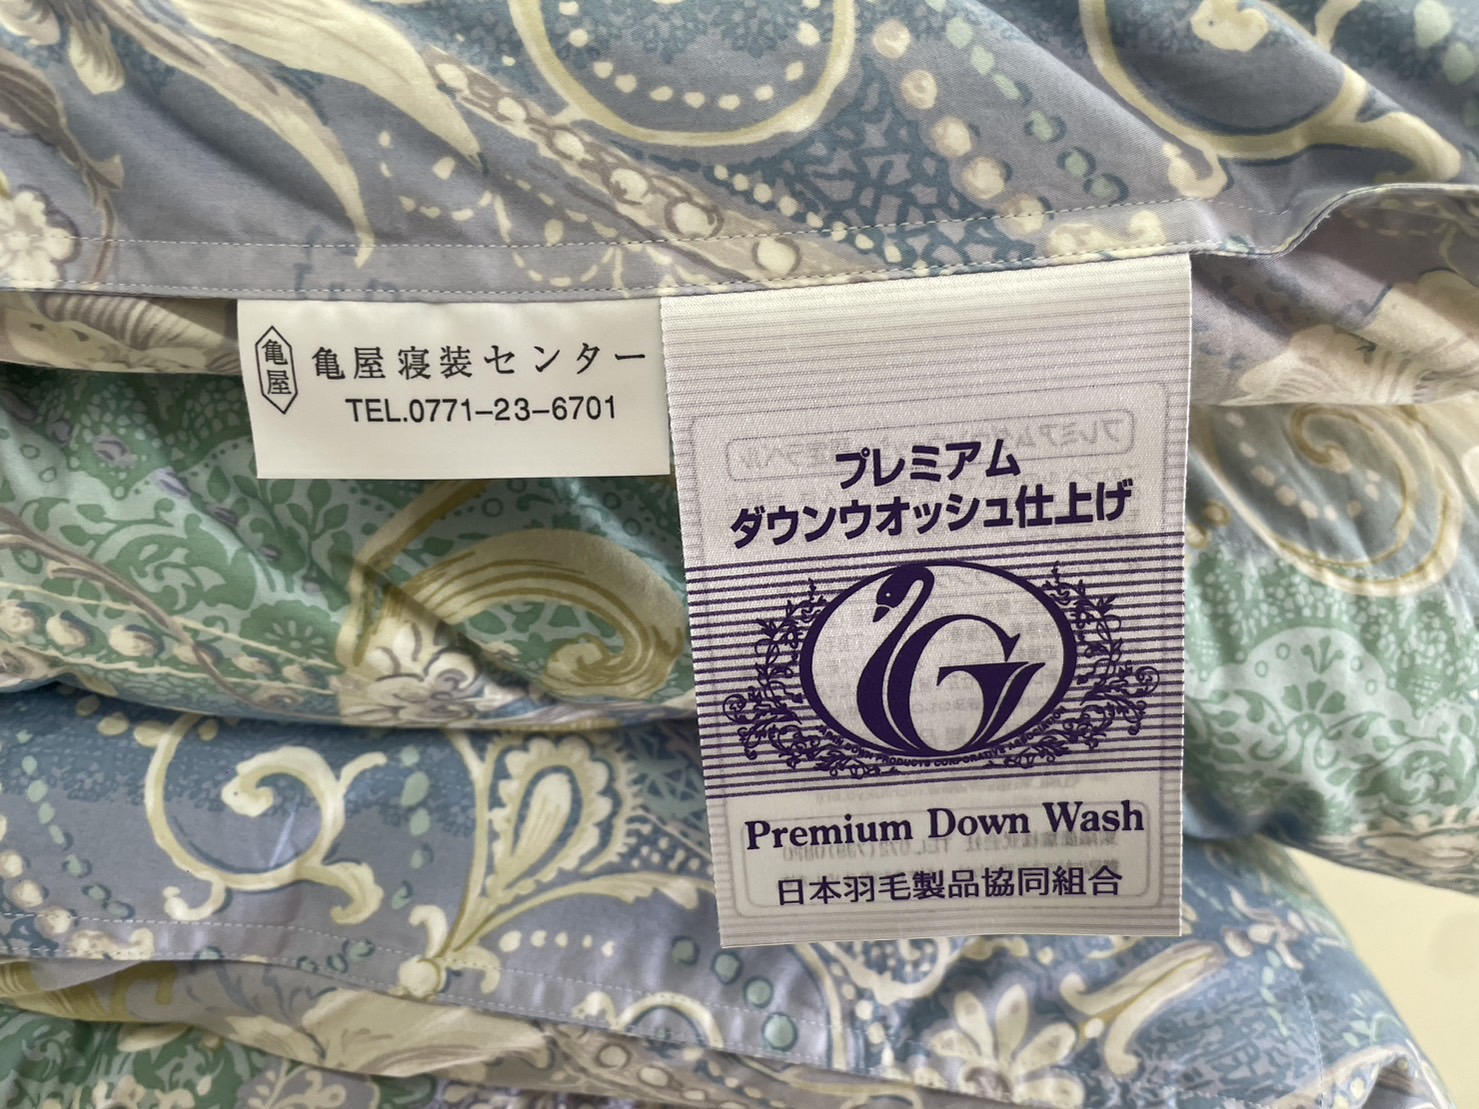 亀屋
亀屋寝装センター
TEL.0771-23-6701
プレミアム
ダウンウオッシュ仕上げ
G
Premium Down Wash
日本羽毛製品協同組合